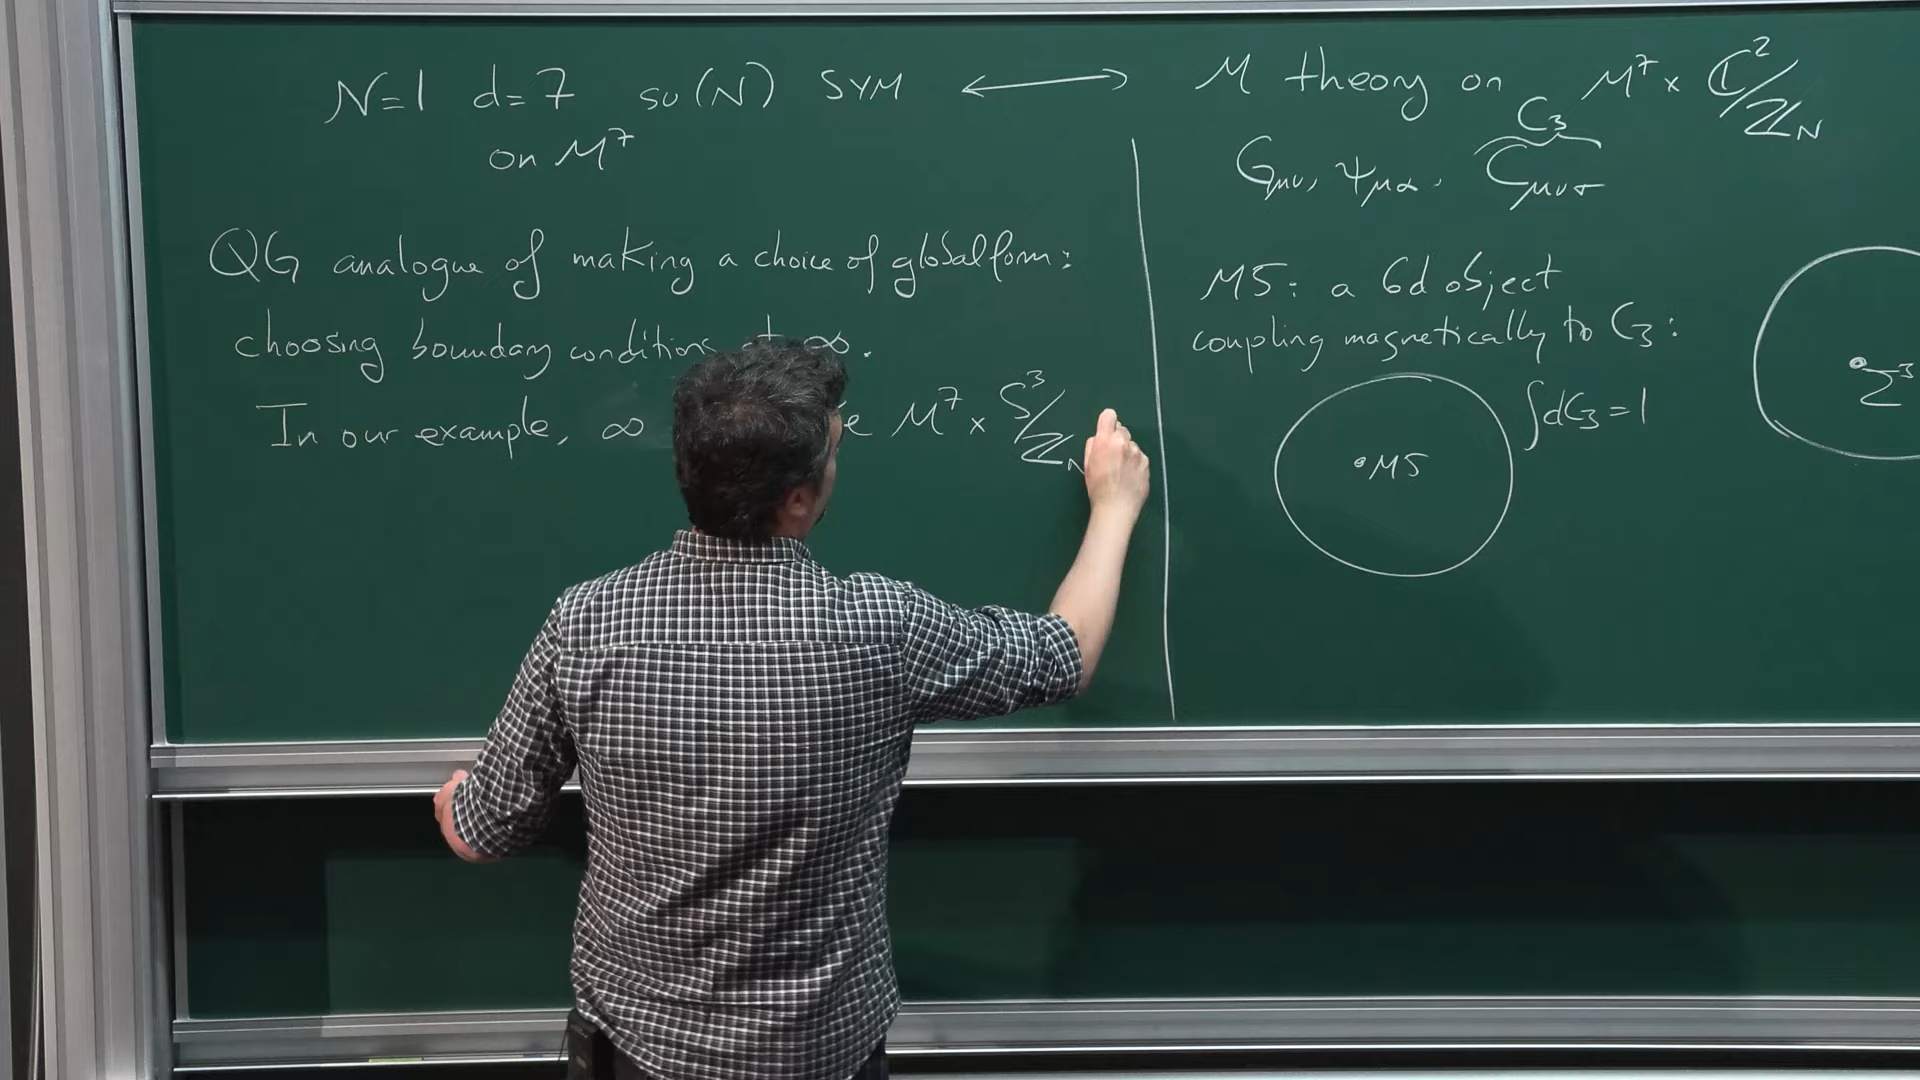 N=1 d=7 su(N) SYM ⟷ M theory on M⁷ × ℂ²/ℤ_N
on M⁷
QG analogue of making a choice of global form:
choosing boundary conditions at ∞.
In our example, ∞ M⁷ × S³/ℤ_N
C₃
G_μν, ψ_μα, C_μνσ
M5: a 6d object
coupling magnetically to C₃:
∫dC₃=1
•M5
Σ³